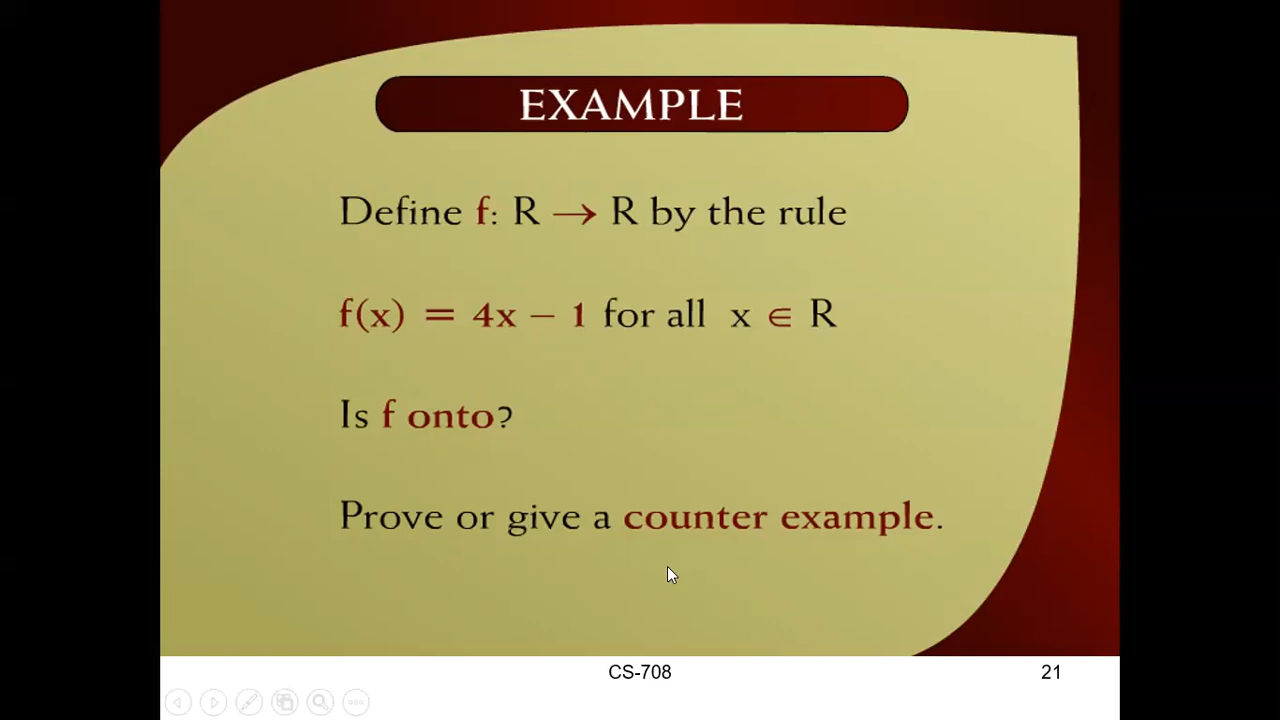 EXAMPLE
Define f: R → R by the rule
f(x) = 4x − 1 for all x ∈ R
Is f onto?
Prove or give a counter example.
CS-708
21